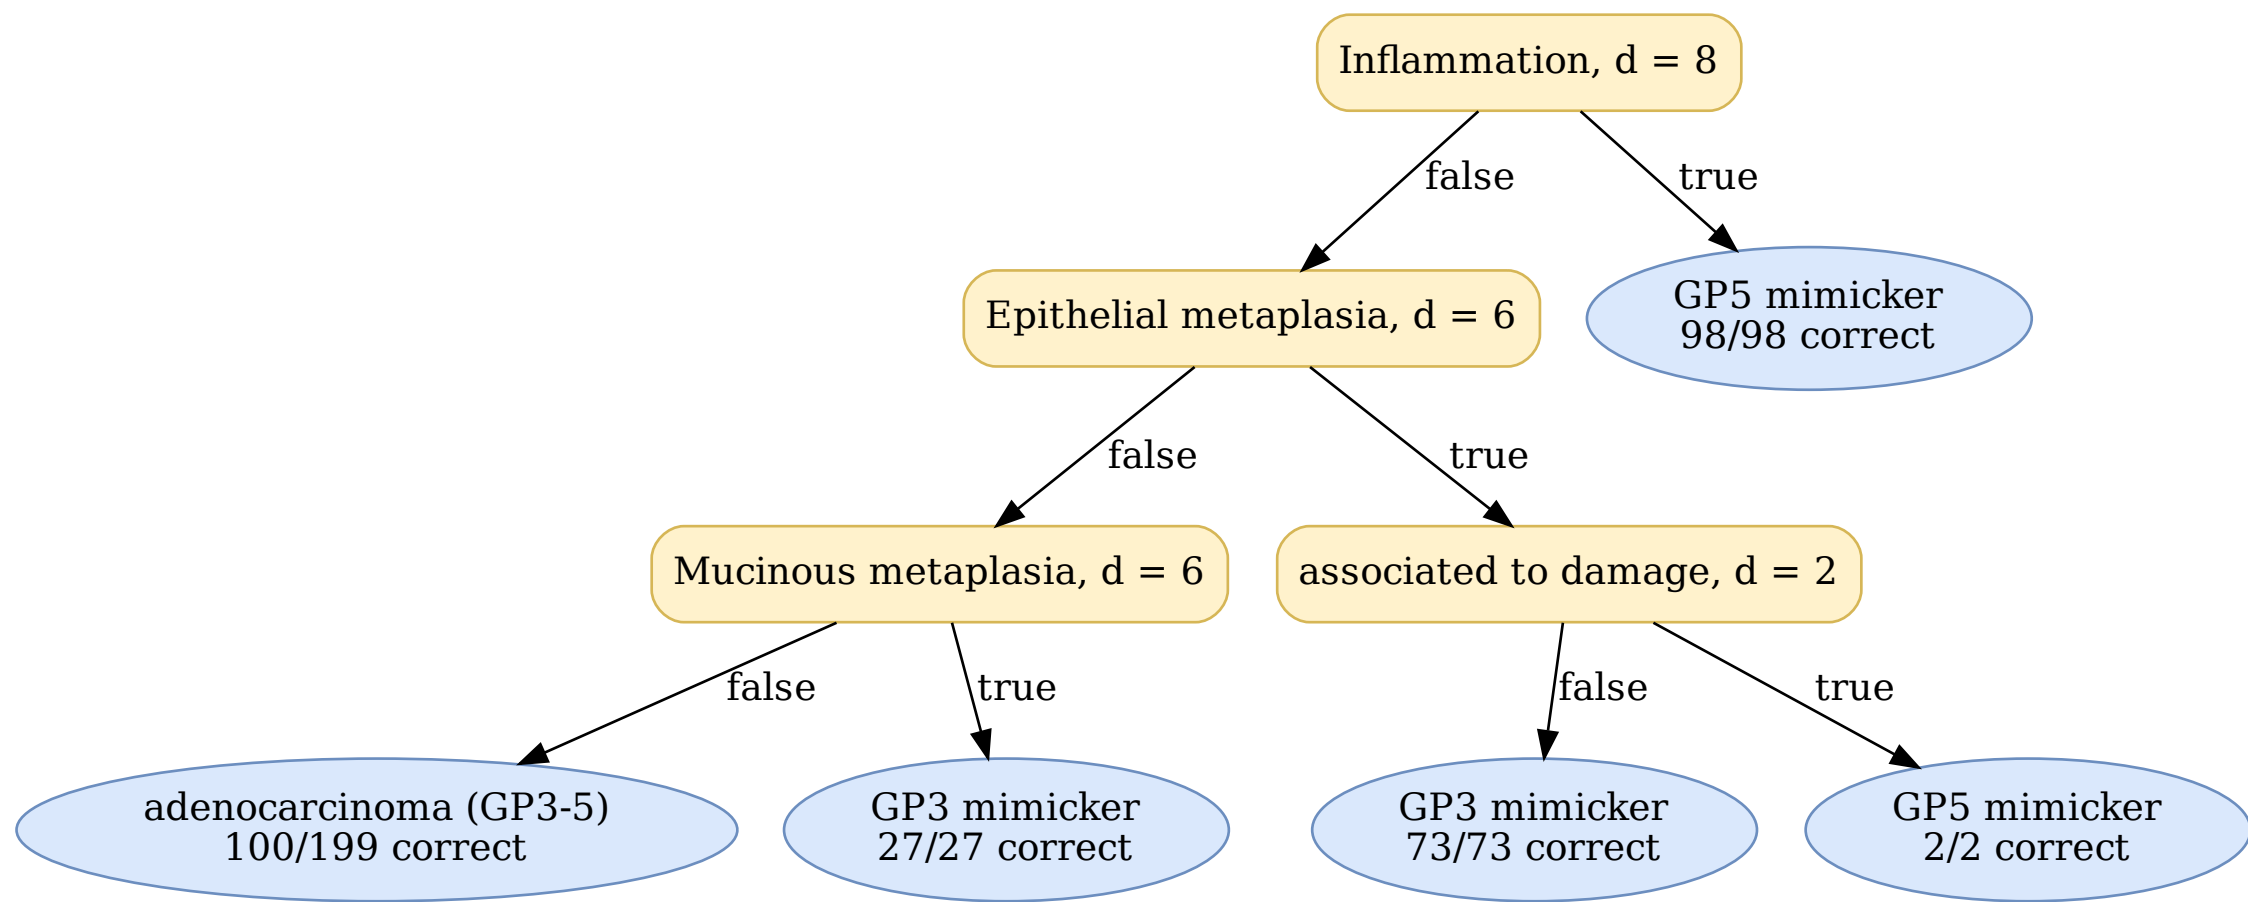 Inflammation, d = 8
false
true
Epithelial metaplasia, d = 6
GP5 mimicker
98/98 correct
false
true
Mucinous metaplasia, d = 6
associated to damage, d = 2
false
true
false
true
adenocarcinoma (GP3-5)
100/199 correct
GP3 mimicker
27/27 correct
GP3 mimicker
73/73 correct
GP5 mimicker
2/2 correct